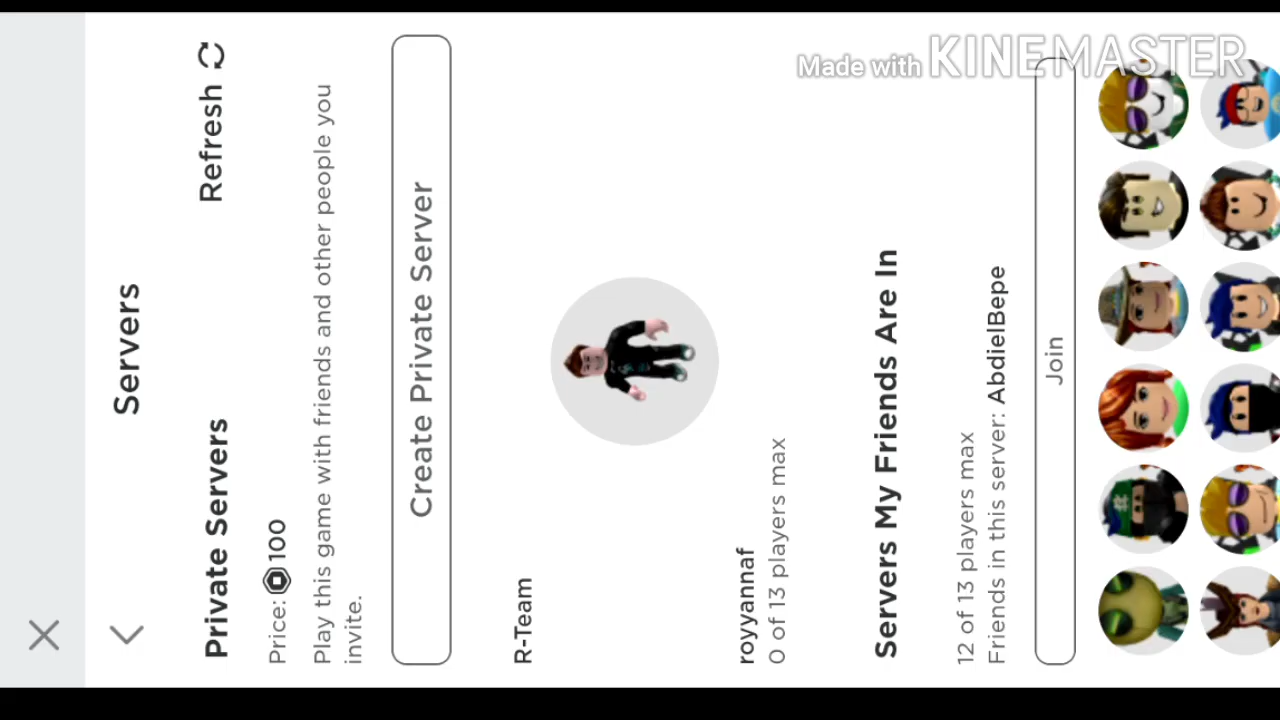 Made with KINEMASTER
Servers
Private Servers
Refresh
Price: 100
Play this game with friends and other people you
invite.
Create Private Server
R-Team
royyannaf
0 of 13 players max
Servers My Friends Are In
12 of 13 players max
Friends in this server: AbdielBepe
Join